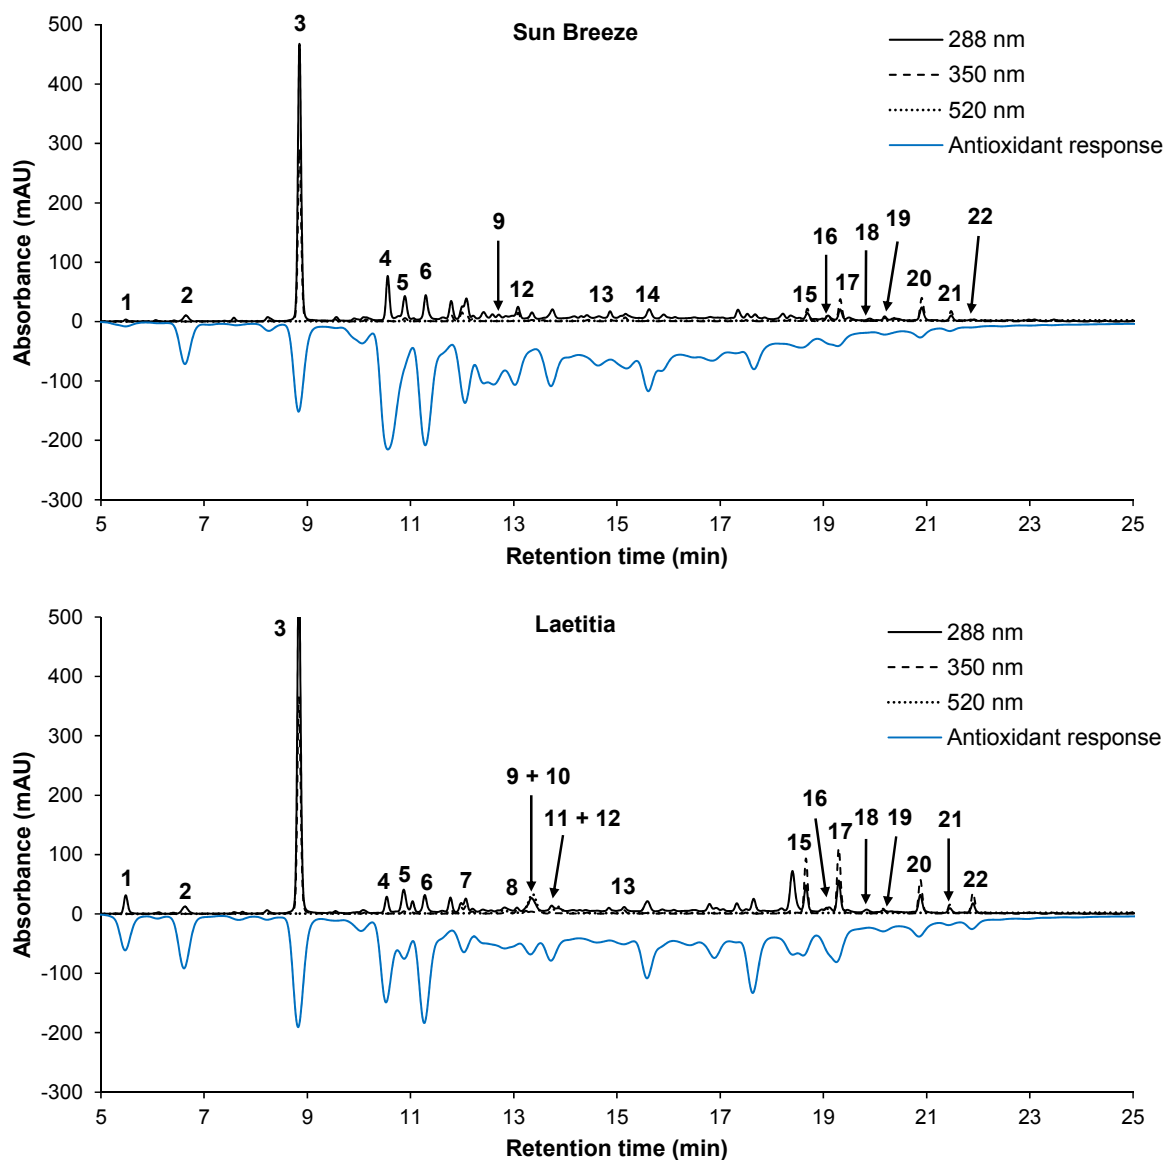 Sun Breeze
288 nm
350 nm
520 nm
Antioxidant response
Absorbance (mAU)
500
400
300
200
100
0
-100
-200
-300
1
2
3
4
5
6
9
12
13
14
15
16
17
18
19
20
21
22
5 7 9 11 13 15 17 19 21 23 25
Retention time (min)
Laetitia
288 nm
350 nm
520 nm
Antioxidant response
Absorbance (mAU)
500
400
300
200
100
0
-100
-200
-300
1
2
3
4
5
6
7
8
9 + 10
11 + 12
13
15
16
17
18
19
20
21
22
5 7 9 11 13 15 17 19 21 23 25
Retention time (min)